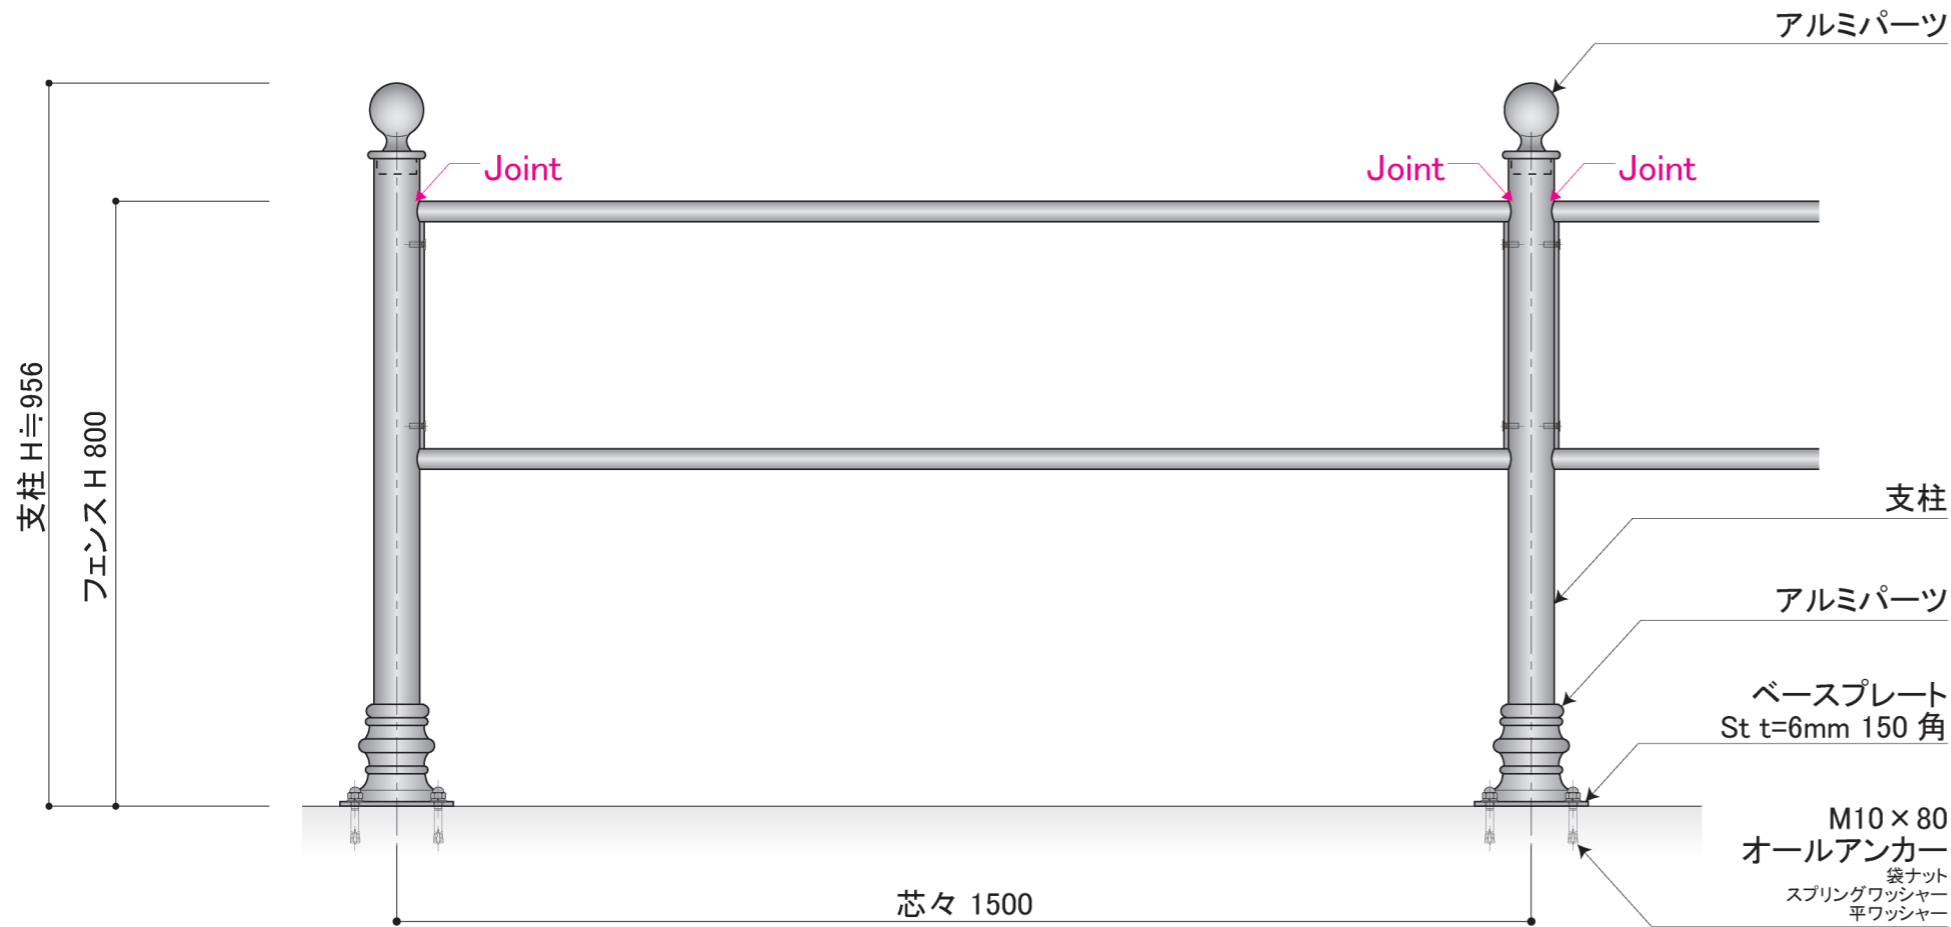 アルミパーツ
Joint
Joint
Joint
支柱 H≒956
フェンス H 800
支柱
アルミパーツ
ベースプレート
St t=6mm 150 角
M10×80
オールアンカー
袋ナット
スプリングワッシャー
平ワッシャー
芯々 1500